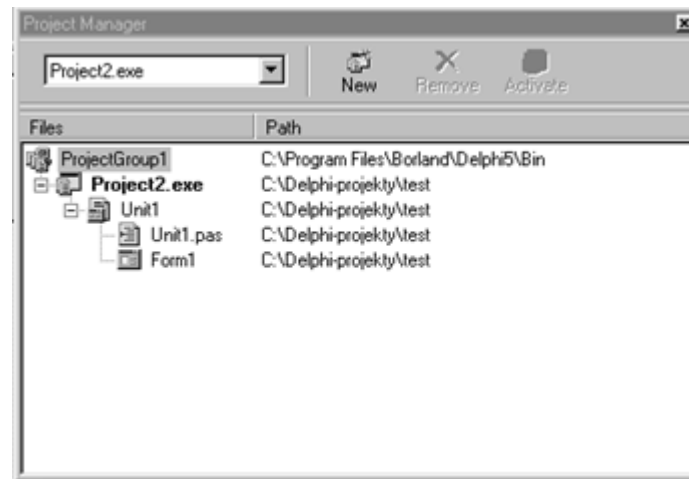 Project Manager
Project2.exe
New Remove Activate
Files Path
ProjectGroup1 C:\Program Files\Borland\Delphi5\Bin
Project2.exe C:\Delphi-projekty\test
Unit1 C:\Delphi-projekty\test
Unit1.pas C:\Delphi-projekty\test
Form1 C:\Delphi-projekty\test